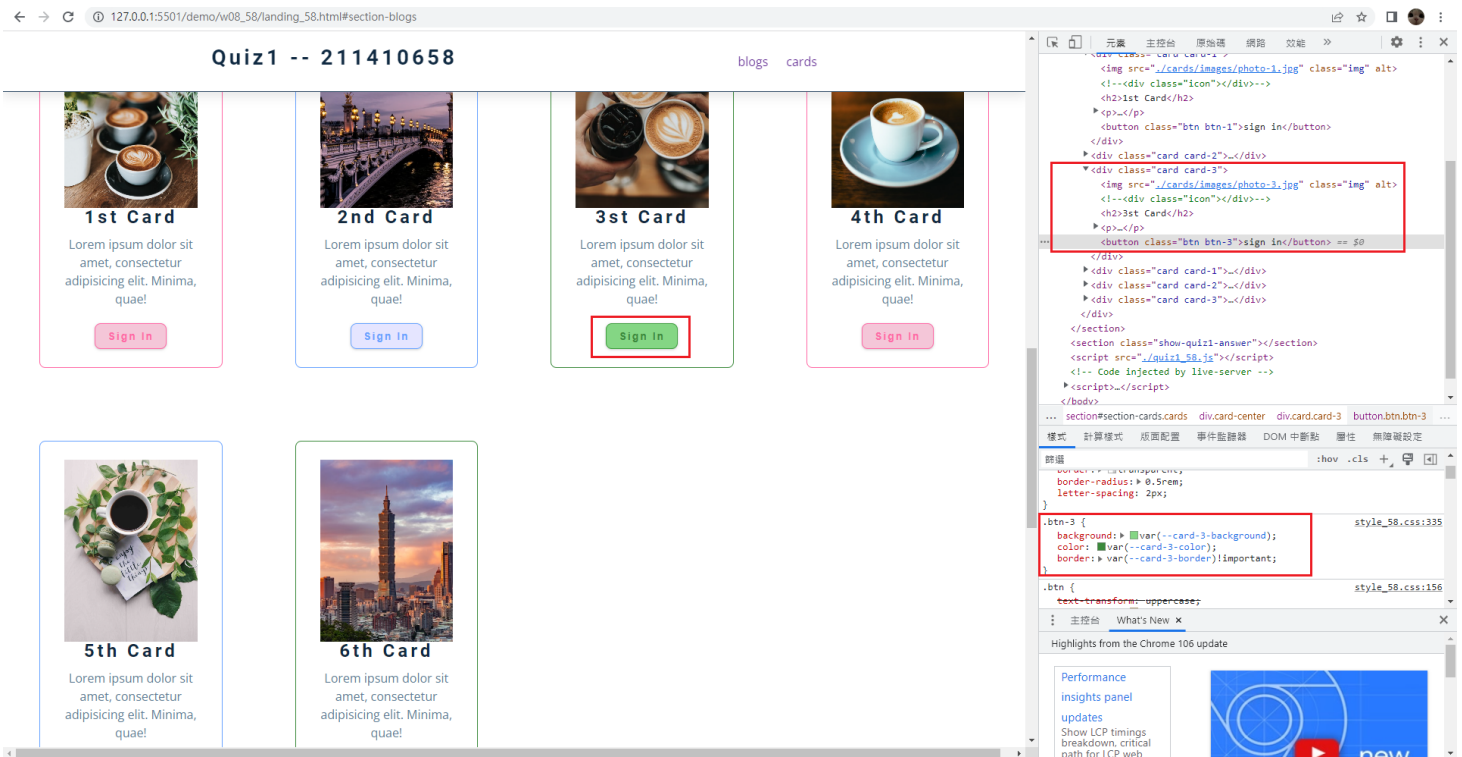 127.0.0.1:5501/demo/w08_58/landing_58.html#section-blogs
Quiz1 -- 211410658
blogs cards
1st Card
Lorem ipsum dolor sit
amet, consectetur
adipisicing elit. Minima,
quae!
Sign In
2nd Card
Lorem ipsum dolor sit
amet, consectetur
adipisicing elit. Minima,
quae!
Sign In
3st Card
Lorem ipsum dolor sit
amet, consectetur
adipisicing elit. Minima,
quae!
Sign In
4th Card
Lorem ipsum dolor sit
amet, consectetur
adipisicing elit. Minima,
quae!
Sign In
enjoy
the
little
things
5th Card
Lorem ipsum dolor sit
amet, consectetur
adipisicing elit. Minima,
quae!
6th Card
Lorem ipsum dolor sit
amet, consectetur
adipisicing elit. Minima,
quae!
元素 主控台 原始碼 網路 效能 »
<div class="card card-1">
<img src="./cards/images/photo-1.jpg" class="img" alt>
<!--<div class="icon"></div>-->
<h2>1st Card</h2>
<p>…</p>
<button class="btn btn-1">sign in</button>
</div>
<div class="card card-2">…</div>
<div class="card card-3">
<img src="./cards/images/photo-3.jpg" class="img" alt>
<!--<div class="icon"></div>-->
<h2>3st Card</h2>
<p>…</p>
<button class="btn btn-3">sign in</button> == $0
</div>
<div class="card card-1">…</div>
<div class="card card-2">…</div>
<div class="card card-3">…</div>
</div>
</section>
<section class="show-quiz1-answer"></section>
<script src="./quiz1_58.js"></script>
<!-- Code injected by live-server -->
<script>…</script>
</body>
... section#section-cards.cards div.card-center div.card.card-3 button.btn.btn-3 ...
樣式 計算樣式 版面配置 事件監聽器 DOM 中斷點 屬性 無障礙設定
篩選 :hov .cls +
border: transparent;
border-radius: 0.5rem;
letter-spacing: 2px;
}
.btn-3 { style_58.css:335
background: var(--card-3-background);
color: var(--card-3-color);
border: var(--card-3-border)!important;
}
.btn { style_58.css:156
text-transform: uppercase;
主控台 What's New ×
Highlights from the Chrome 106 update
Performance
insights panel
updates
Show LCP timings
breakdown, critical
path for LCP web
new